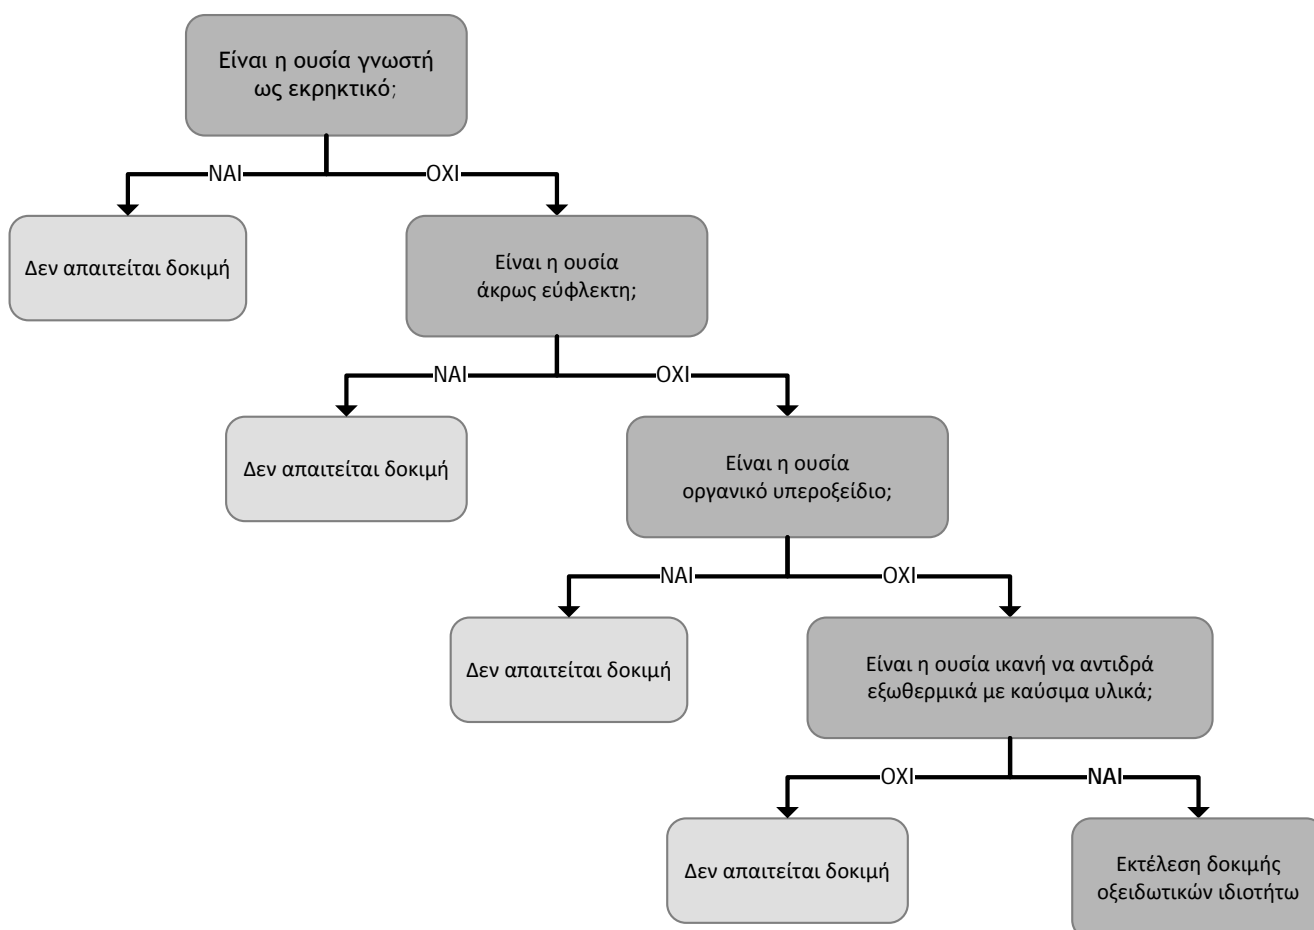 Είναι η ουσία γνωστή
ως εκρηκτικό;
ΝΑΙ
ΟΧΙ
Δεν απαιτείται δοκιμή
Είναι η ουσία
άκρως εύφλεκτη;
ΝΑΙ
ΟΧΙ
Δεν απαιτείται δοκιμή
Είναι η ουσία
οργανικό υπεροξείδιο;
ΝΑΙ
ΟΧΙ
Δεν απαιτείται δοκιμή
Είναι η ουσία ικανή να αντιδρά
εξωθερμικά με καύσιμα υλικά;
ΟΧΙ
ΝΑΙ
Δεν απαιτείται δοκιμή
Εκτέλεση δοκιμής
οξειδωτικών ιδιοτήτω